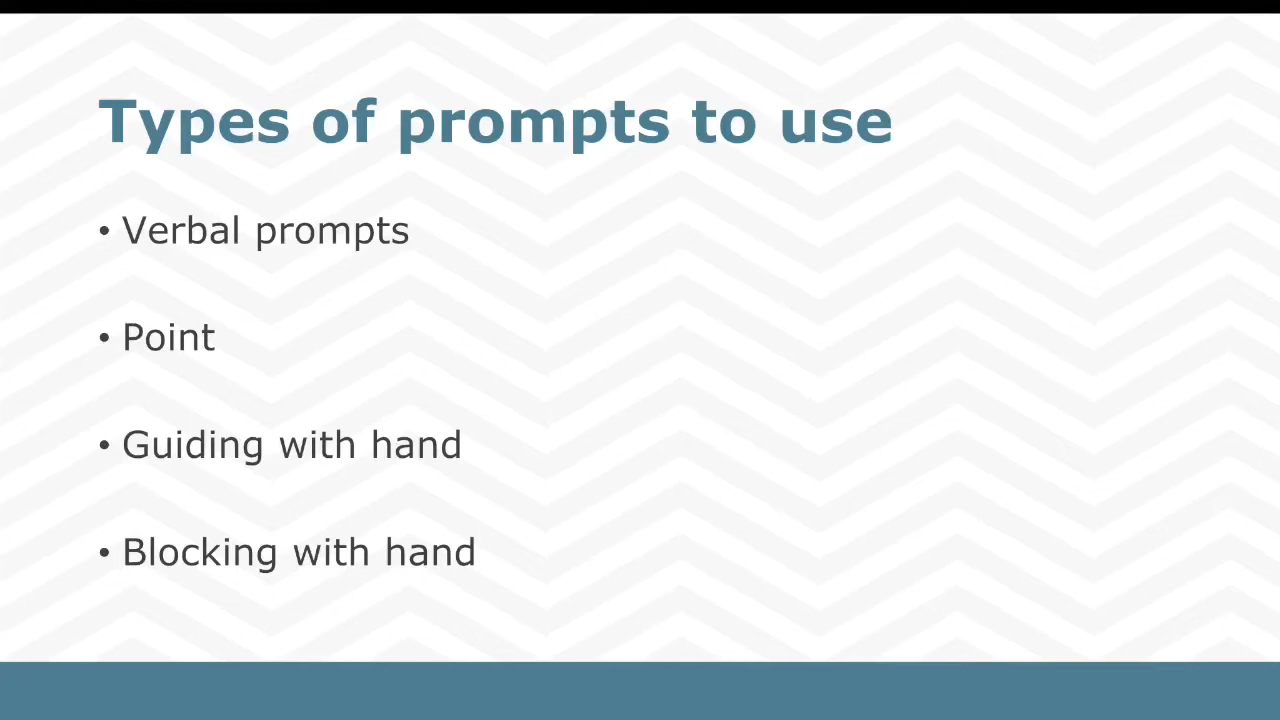 Types of prompts to use
• Verbal prompts
• Point
• Guiding with hand
• Blocking with hand